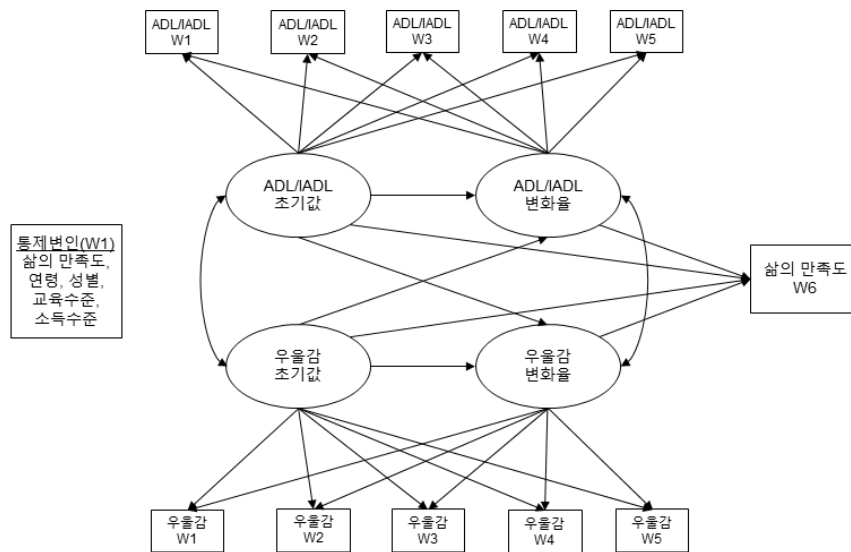 ADL/IADL
W1
ADL/IADL
W2
ADL/IADL
W3
ADL/IADL
W4
ADL/IADL
W5
ADL/IADL
초기값
ADL/IADL
변화율
통제변인(W1)
삶의 만족도,
연령, 성별,
교육수준,
소득수준
삶의 만족도
W6
우울감
초기값
우울감
변화율
우울감
W1
우울감
W2
우울감
W3
우울감
W4
우울감
W5